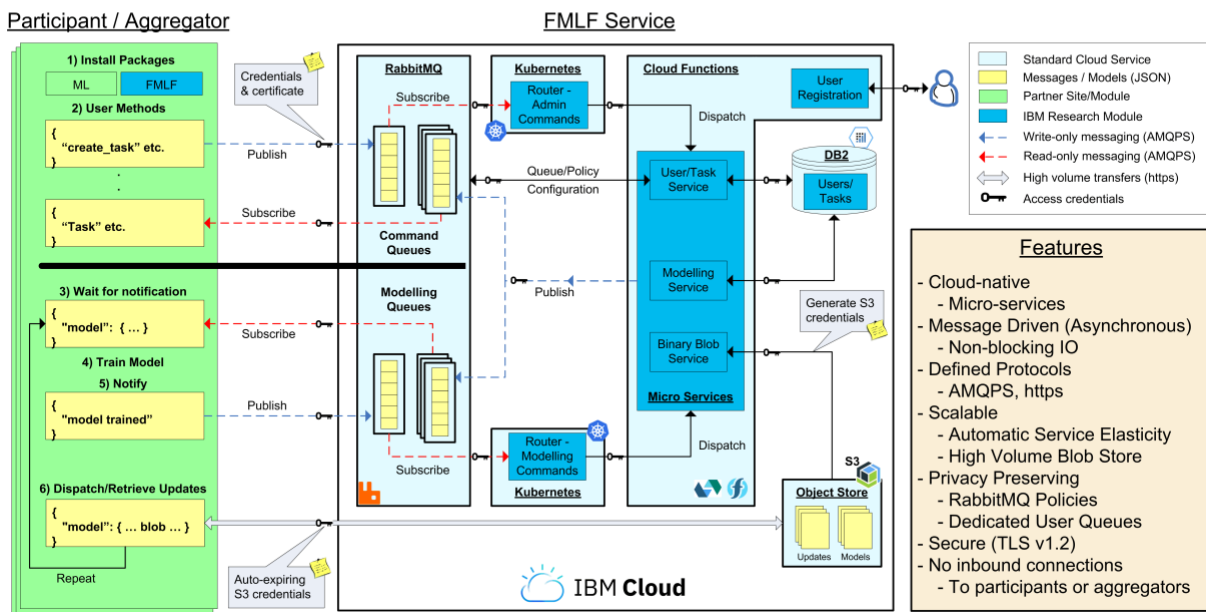 Participant / Aggregator
FMLF Service
1) Install Packages
ML
FMLF
2) User Methods
{
“create_task” etc.
}
.
.
{
“Task” etc.
}
3) Wait for notification
{
"model”: { … }
}
4) Train Model
5) Notify
{
"model trained”
}
6) Dispatch/Retrieve Updates
{
"model”: { … blob … }
}
Repeat
Credentials
& certificate
Publish
Subscribe
Subscribe
Publish
Auto-expiring
S3 credentials
RabbitMQ
Subscribe
Command
Queues
Modelling
Queues
Subscribe
Kubernetes
Router -
Admin
Commands
Queue/Policy
Configuration
Publish
Router -
Modelling
Commands
Kubernetes
Cloud Functions
User
Registration
Dispatch
User/Task
Service
DB2
Users/
Tasks
Modelling
Service
Generate S3
credentials
Binary Blob
Service
Micro Services
Dispatch
S3
Object Store
Updates
Models
IBM Cloud
Standard Cloud Service
Messages / Models (JSON)
Partner Site/Module
IBM Research Module
Write-only messaging (AMQPS)
Read-only messaging (AMQPS)
High volume transfers (https)
Access credentials
Features
- Cloud-native
- Micro-services
- Message Driven (Asynchronous)
- Non-blocking IO
- Defined Protocols
- AMQPS, https
- Scalable
- Automatic Service Elasticity
- High Volume Blob Store
- Privacy Preserving
- RabbitMQ Policies
- Dedicated User Queues
- Secure (TLS v1.2)
- No inbound connections
- To participants or aggregators